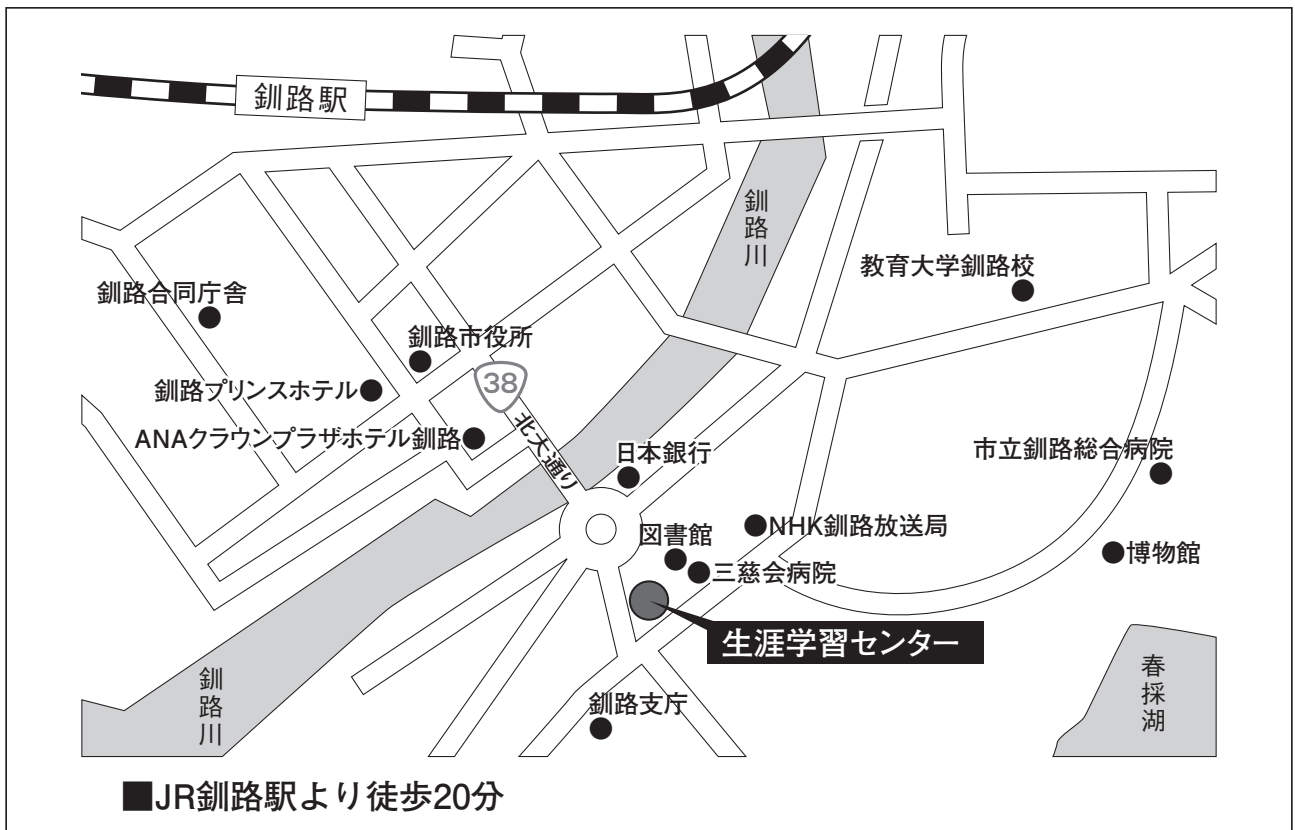 釧路駅
釧路川
教育大学釧路校
釧路合同庁舎
釧路市役所
釧路プリンスホテル
38
ANAクラウンプラザホテル釧路
北大通り
日本銀行
市立釧路総合病院
NHK釧路放送局
図書館
三慈会病院
博物館
生涯学習センター
釧路川
釧路支庁
春採湖
■JR釧路駅より徒歩20分